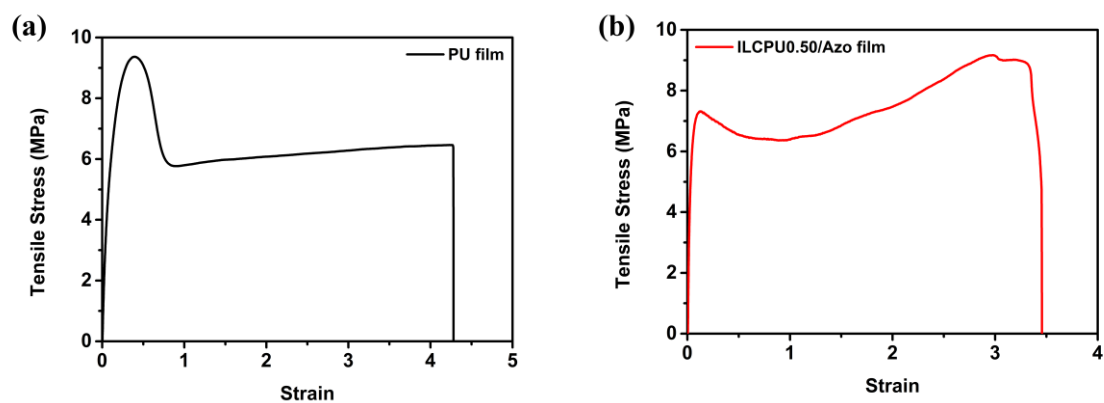 (a)
PU film
Tensile Stress (MPa)
10
8
6
4
2
0
0 1 2 3 4 5
Strain
(b)
ILCPU0.50/Azo film
Tensile Stress (MPa)
10
8
6
4
2
0
0 1 2 3 4
Strain